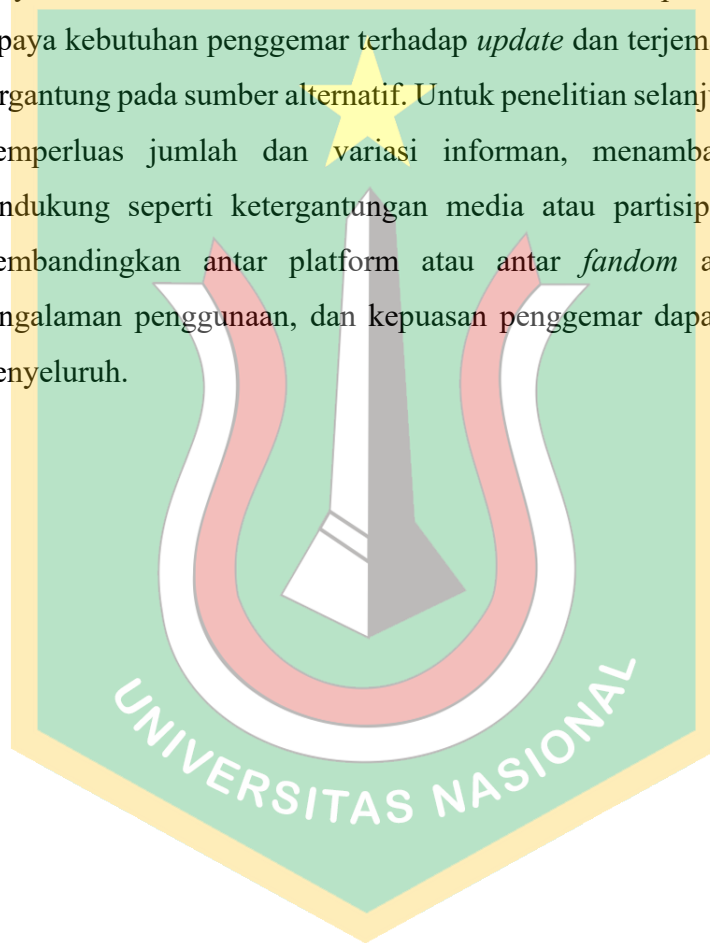 paya kebutuhan penggemar terhadap update dan terjem
rgantung pada sumber alternatif. Untuk penelitian selanj
emperluas jumlah dan variasi informan, menamba
ndukung seperti ketergantungan media atau partisip
embandingkan antar platform atau antar fandom a
ngalaman penggunaan, dan kepuasan penggemar dapa
enyeluruh.
UNIVERSITAS NASIONAL